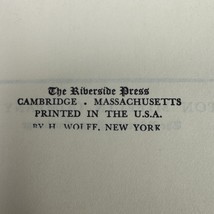 The Riverside Press
CAMBRIDGE . MASSACHUSETTS
PRINTED IN THE U.S.A.
BY H. WOLFF, NEW YORK